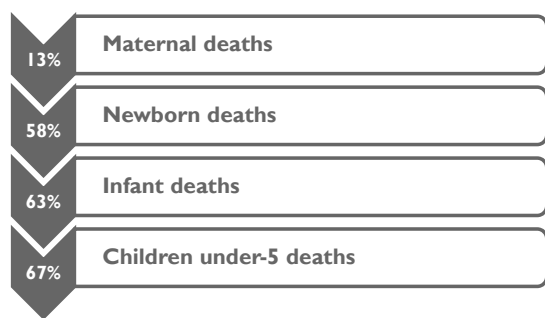 13% Maternal deaths
58% Newborn deaths
63% Infant deaths
67% Children under-5 deaths